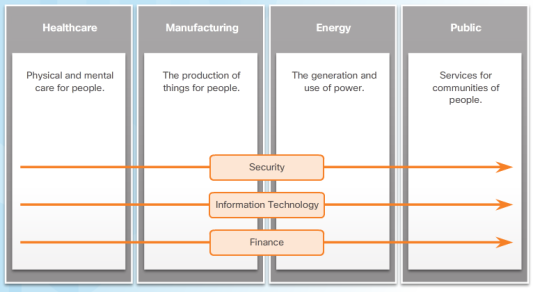 Healthcare
Physical and mental
care for people.
Manufacturing
The production of
things for people.
Energy
The generation and
use of power.
Public
Services for
communities of
people.
Security
Information Technology
Finance